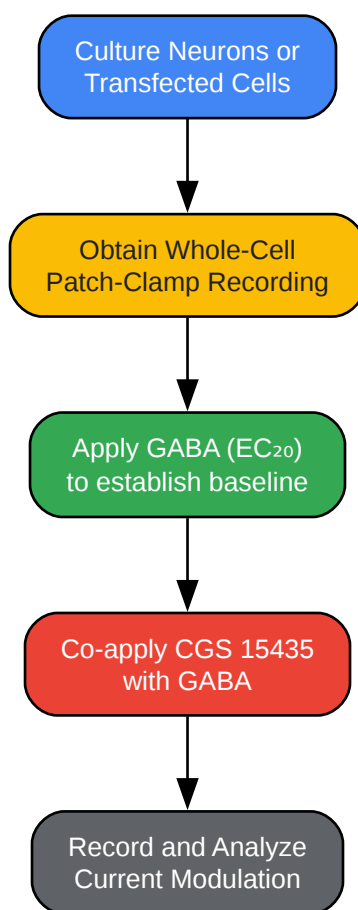 Culture Neurons or
Transfected Cells
Obtain Whole-Cell
Patch-Clamp Recording
Apply GABA (EC₂₀)
to establish baseline
Co-apply CGS 15435
with GABA
Record and Analyze
Current Modulation